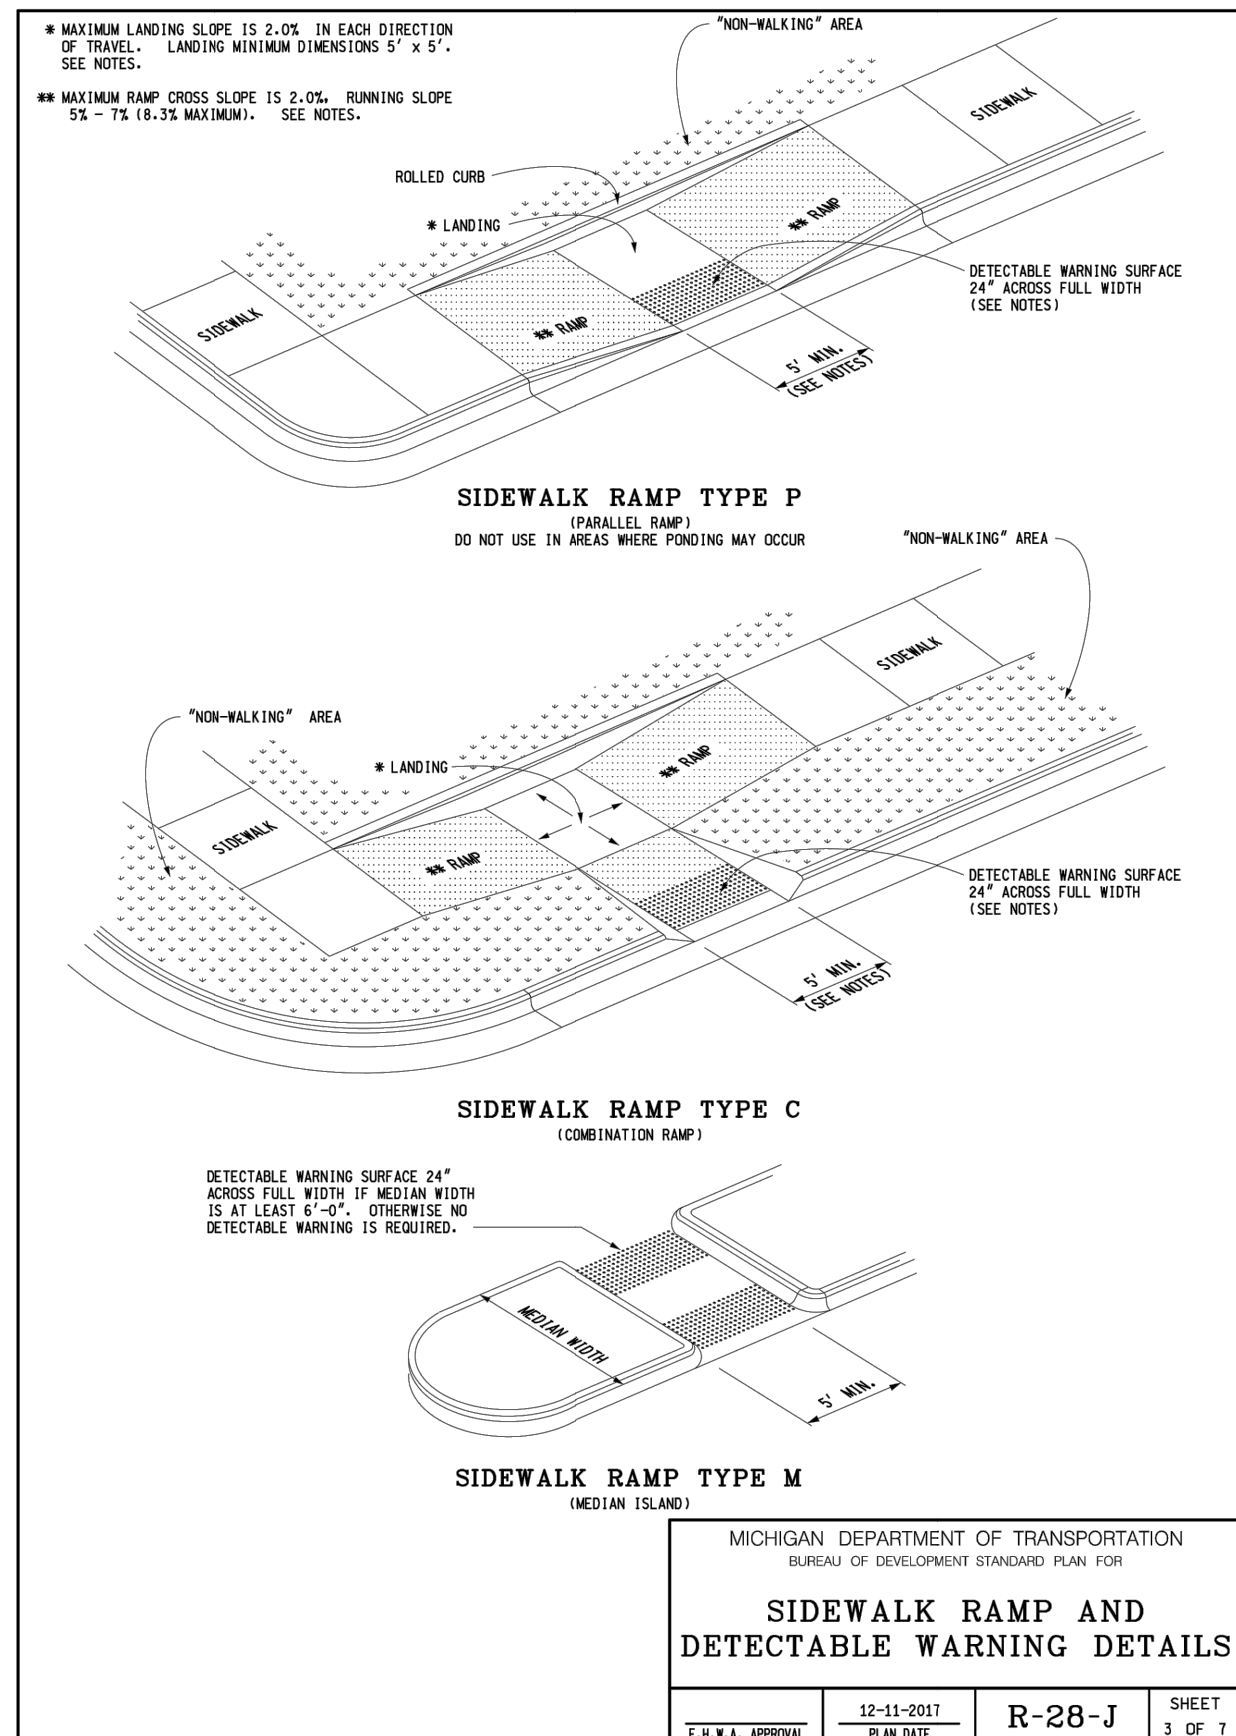 * MAXIMUM LANDING SLOPE IS 2.0% IN EACH DIRECTION
OF TRAVEL. LANDING MINIMUM DIMENSIONS 5' x 5'.
SEE NOTES.
** MAXIMUM RAMP CROSS SLOPE IS 2.0%, RUNNING SLOPE
5% - 7% (8.3% MAXIMUM). SEE NOTES.
"NON-WALKING" AREA
SIDEWALK
ROLLED CURB
* LANDING
** RAMP
DETECTABLE WARNING SURFACE
24" ACROSS FULL WIDTH
(SEE NOTES)
SIDEWALK
** RAMP
5' MIN.
(SEE NOTES)
SIDEWALK RAMP TYPE P
(PARALLEL RAMP)
DO NOT USE IN AREAS WHERE PONDING MAY OCCUR
"NON-WALKING" AREA
SIDEWALK
"NON-WALKING" AREA
* LANDING
** RAMP
SIDEWALK
** RAMP
DETECTABLE WARNING SURFACE
24" ACROSS FULL WIDTH
(SEE NOTES)
5' MIN.
(SEE NOTES)
SIDEWALK RAMP TYPE C
(COMBINATION RAMP)
DETECTABLE WARNING SURFACE 24"
ACROSS FULL WIDTH IF MEDIAN WIDTH
IS AT LEAST 6'-0". OTHERWISE NO
DETECTABLE WARNING IS REQUIRED.
MEDIAN WIDTH
5' MIN.
SIDEWALK RAMP TYPE M
(MEDIAN ISLAND)
MICHIGAN DEPARTMENT OF TRANSPORTATION
BUREAU OF DEVELOPMENT STANDARD PLAN FOR
SIDEWALK RAMP AND
DETECTABLE WARNING DETAILS
F.H.W.A. APPROVAL
12-11-2017
PLAN DATE
R-28-J
SHEET
3 OF 7